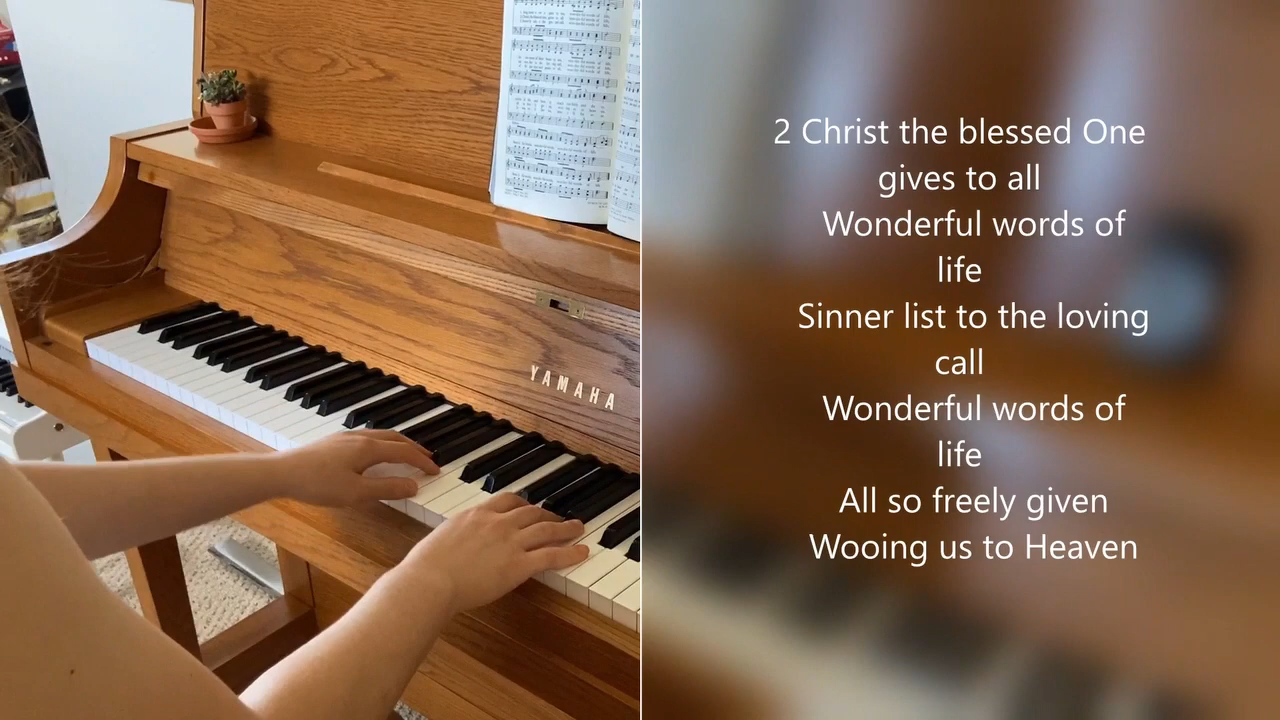 YAMAHA
2 Christ the blessed One
gives to all
Wonderful words of
life
Sinner list to the loving
call
Wonderful words of
life
All so freely given
Wooing us to Heaven